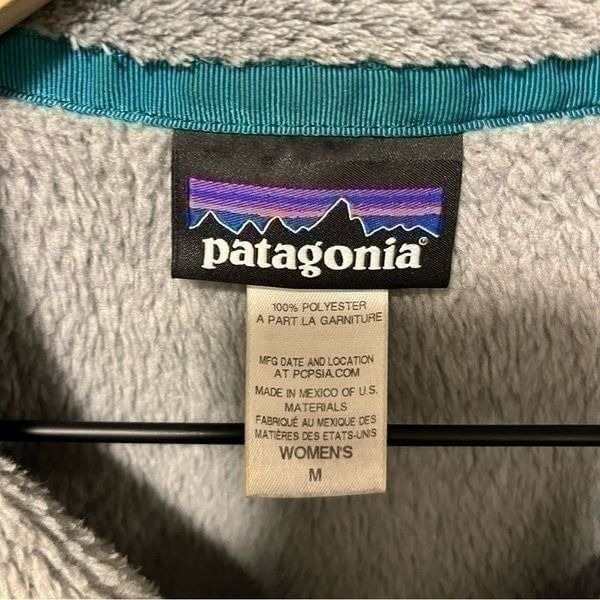 patagonia®
100% POLYESTER
A PART LA GARNITURE
MFG DATE AND LOCATION
AT PCPSIA.COM
MADE IN MEXICO OF U.S.
MATERIALS
FABRIQUÉ AU MEXIQUE DES
MATIÈRES DES ETATS-UNIS
WOMEN'S
M